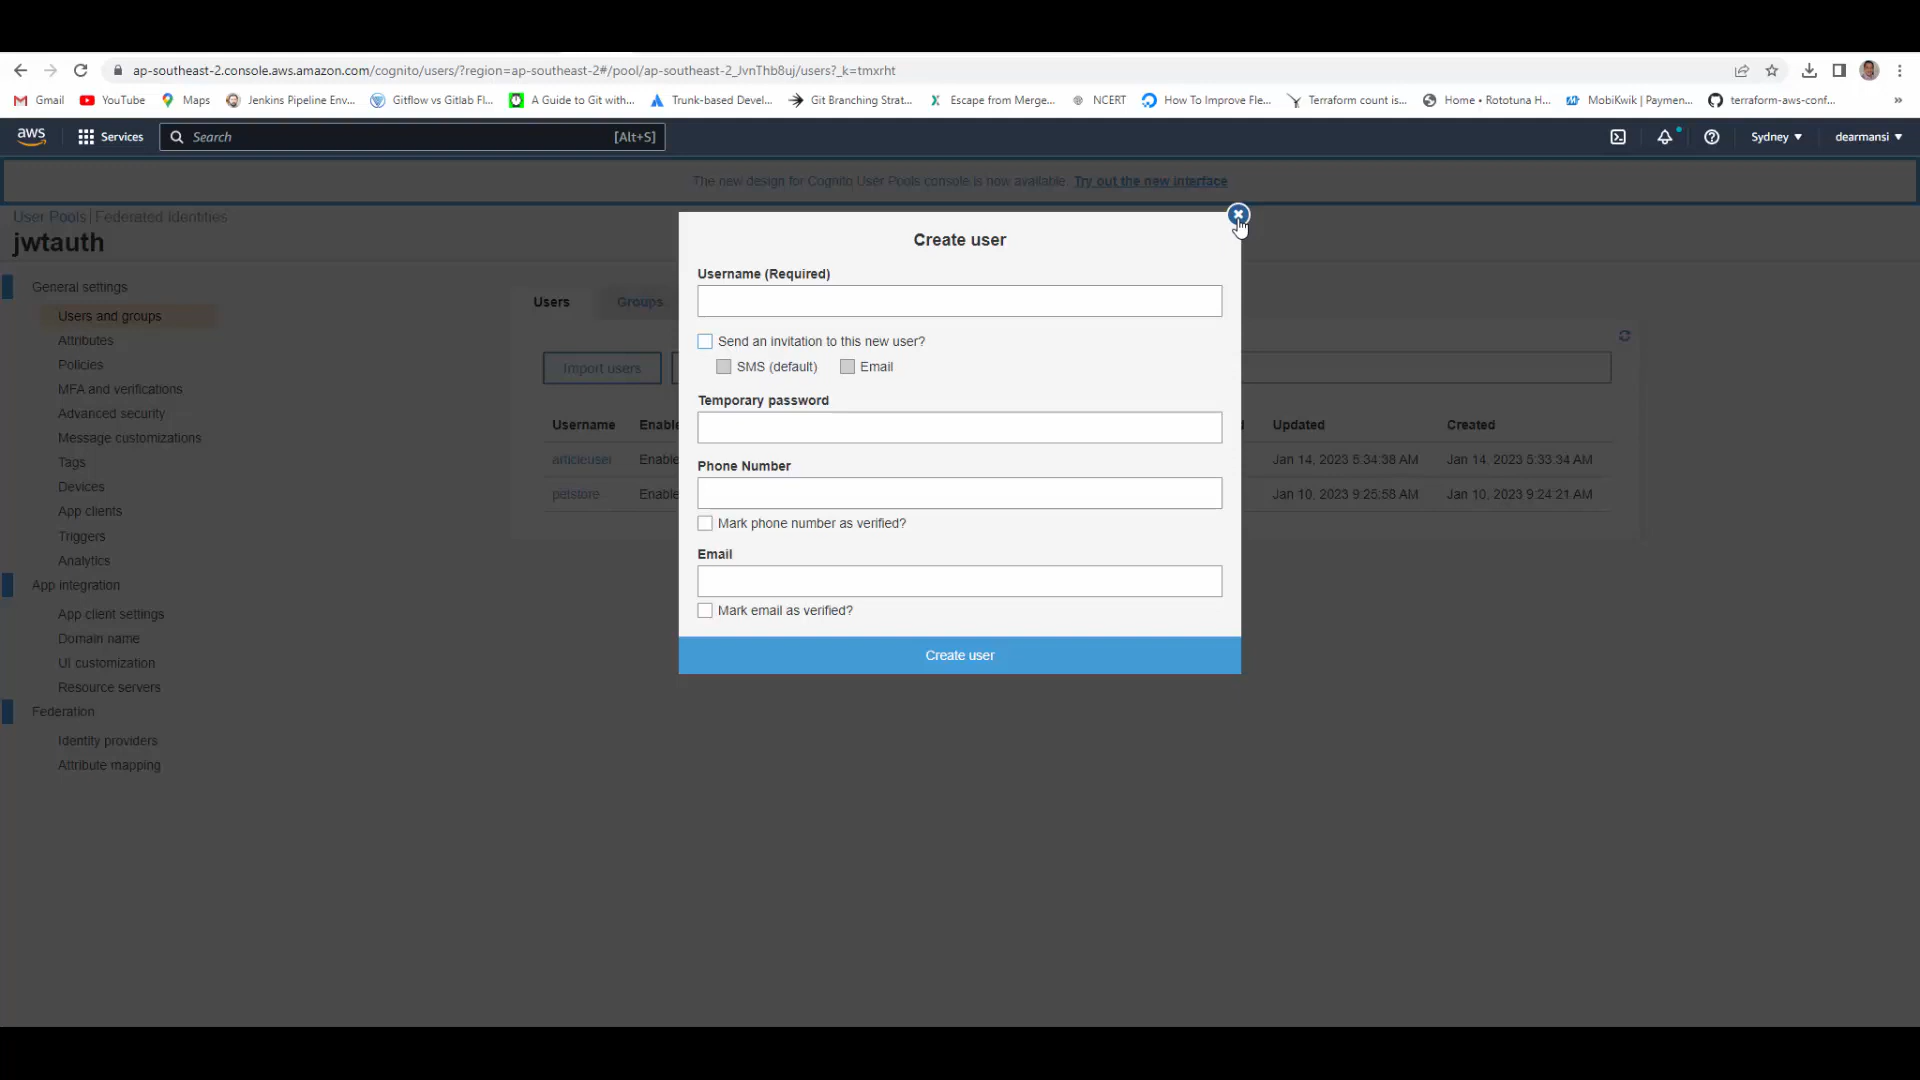 ap-southeast-2.console.aws.amazon.com/cognito/users/?region=ap-southeast-2#/pool/ap-southeast-2_JvnThb8uj/users?_k=tmxrht
Gmail YouTube Maps Jenkins Pipeline Env... Gitflow vs Gitlab Fl... A Guide to Git with... Trunk-based Devel... Git Branching Strat... Escape from Merge... NCERT How To Improve Fle... Terraform count is... Home • Rototuna H... MobiKwik | Paymen... terraform-aws-conf... »
aws Services Search [Alt+S] Sydney dearmansi
The new design for Cognito User Pools console is now available. Try out the new interface
User Pools | Federated Identities
jwtauth
Create user
Username (Required)
General settings
Users Groups
Users and groups
Attributes
Send an invitation to this new user?
Policies
Import users
SMS (default) Email
MFA and verifications
Temporary password
Advanced security
Username Enable Updated Created
Message customizations
articleuser Enable Jan 14, 2023 5:34:38 AM Jan 14, 2023 5:33:34 AM
Tags
Phone Number
Devices
petstore Enable Jan 10, 2023 9:25:58 AM Jan 10, 2023 9:24:21 AM
App clients
Mark phone number as verified?
Triggers
Email
Analytics
App integration
Mark email as verified?
App client settings
Domain name
Create user
UI customization
Resource servers
Federation
Identity providers
Attribute mapping